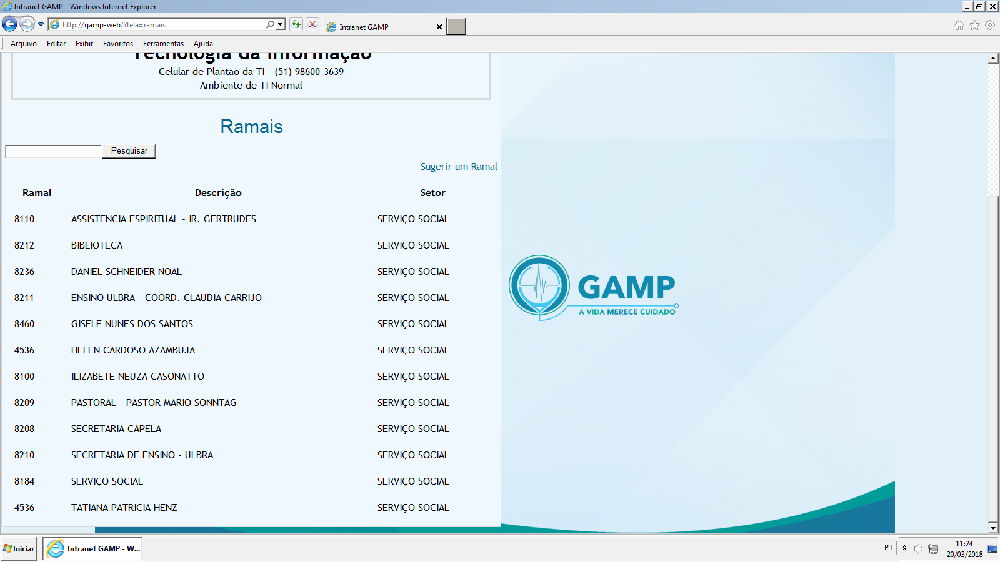 Intranet GAMP - Windows Internet Explorer
http://gamp-web/?tela=ramais
Intranet GAMP
Arquivo Editar Exibir Favoritos Ferramentas Ajuda
Tecnologia da Informação
Celular de Plantao da TI - (51) 98600-3639
Ambiente de TI Normal
Ramais
Pesquisar
Sugerir um Ramal
Ramal Descrição Setor
8110 ASSISTENCIA ESPIRITUAL - IR. GERTRUDES SERVIÇO SOCIAL
8212 BIBLIOTECA SERVIÇO SOCIAL
8236 DANIEL SCHNEIDER NOAL SERVIÇO SOCIAL
8211 ENSINO ULBRA - COORD. CLAUDIA CARRIJO SERVIÇO SOCIAL
8460 GISELE NUNES DOS SANTOS SERVIÇO SOCIAL
4536 HELEN CARDOSO AZAMBUJA SERVIÇO SOCIAL
8100 ILIZABETE NEUZA CASONATTO SERVIÇO SOCIAL
8209 PASTORAL - PASTOR MARIO SONNTAG SERVIÇO SOCIAL
8208 SECRETARIA CAPELA SERVIÇO SOCIAL
8210 SECRETARIA DE ENSINO - ULBRA SERVIÇO SOCIAL
8184 SERVIÇO SOCIAL SERVIÇO SOCIAL
4536 TATIANA PATRICIA HENZ SERVIÇO SOCIAL
GAMP
A VIDA MERECE CUIDADO
Iniciar
Intranet GAMP - W...
PT
11:24
20/03/2018